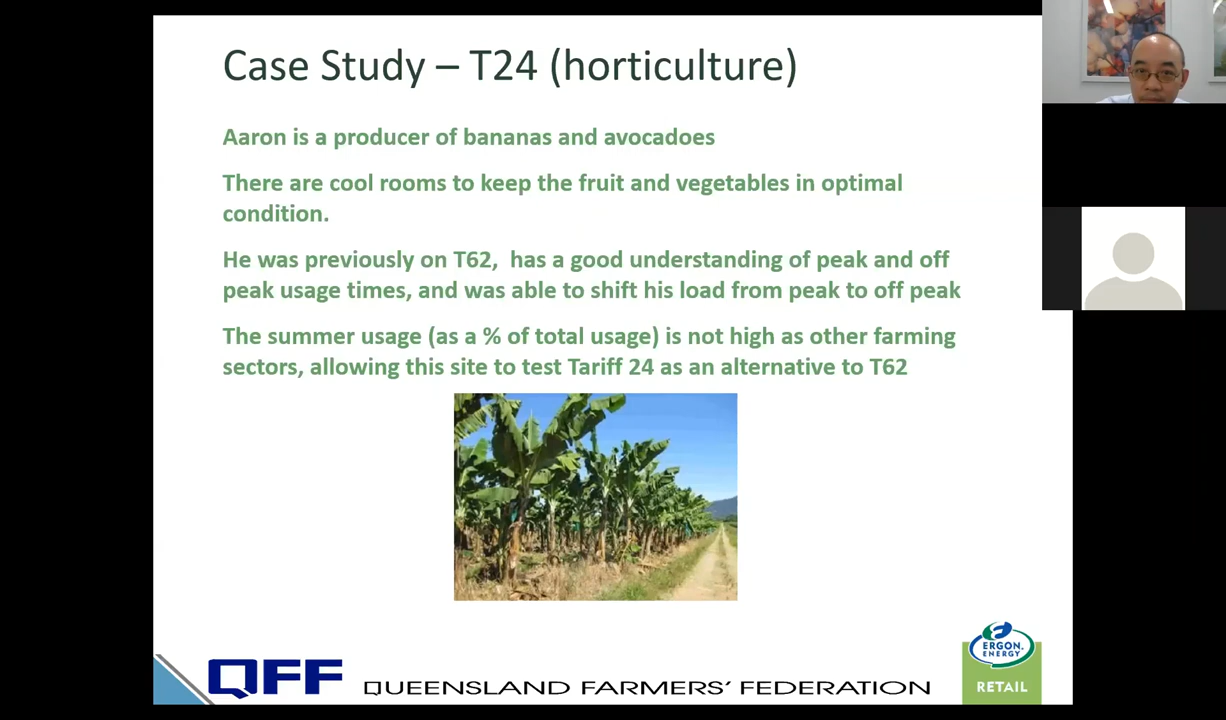 Case Study – T24 (horticulture)
Aaron is a producer of bananas and avocadoes
There are cool rooms to keep the fruit and vegetables in optimal
condition.
He was previously on T62,  has a good understanding of peak and off
peak usage times, and was able to shift his load from peak to off peak
The summer usage (as a % of total usage) is not high as other farming
sectors, allowing this site to test Tariff 24 as an alternative to T62
QFF QUEENSLAND FARMERS' FEDERATION
ERGON.
ENERGY
RETAIL